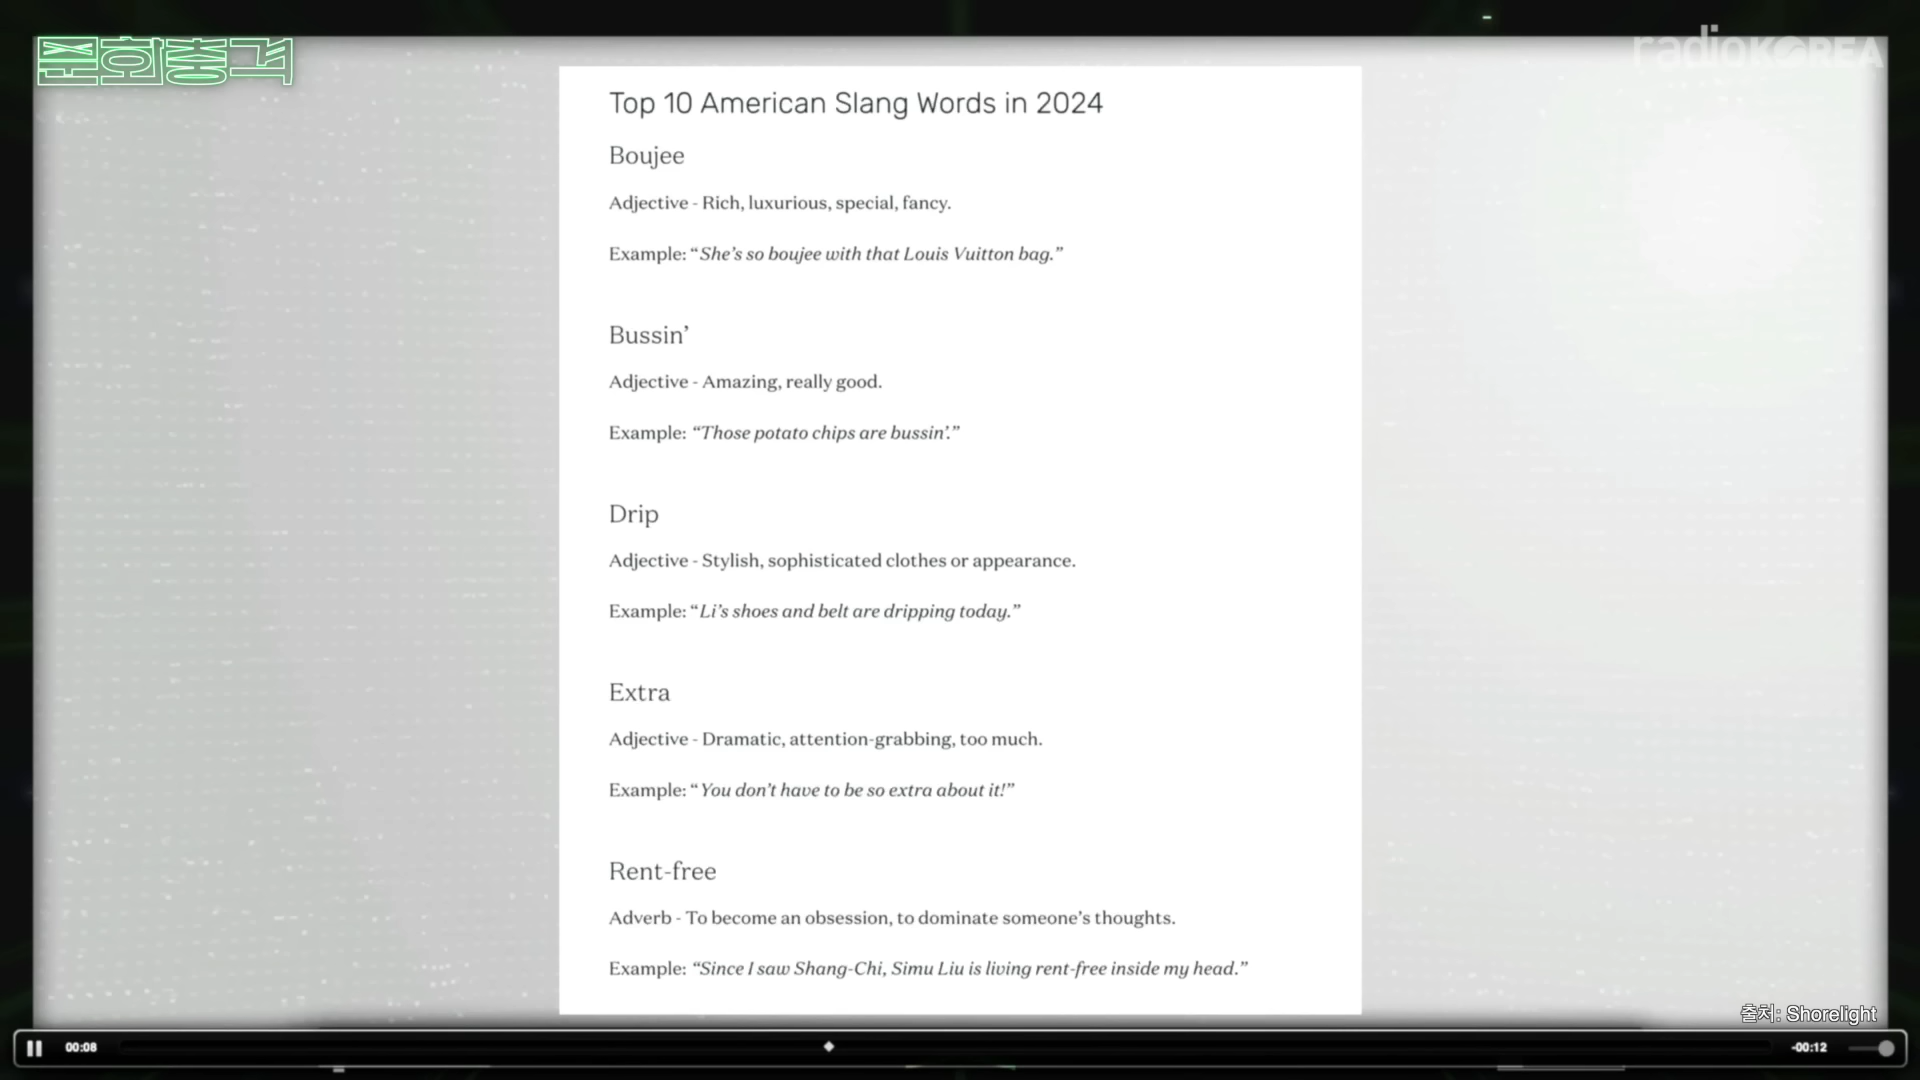 문화충격
radioKOREA
Top 10 American Slang Words in 2024
Boujee
Adjective - Rich, luxurious, special, fancy.
Example: “She’s so boujee with that Louis Vuitton bag.”
Bussin’
Adjective - Amazing, really good.
Example: “Those potato chips are bussin’.”
Drip
Adjective - Stylish, sophisticated clothes or appearance.
Example: “Li’s shoes and belt are dripping today.”
Extra
Adjective - Dramatic, attention-grabbing, too much.
Example: “You don’t have to be so extra about it!”
Rent-free
Adverb - To become an obsession, to dominate someone’s thoughts.
Example: “Since I saw Shang-Chi, Simu Liu is living rent-free inside my head.”
출처: Shorelight
00:08
-00:12